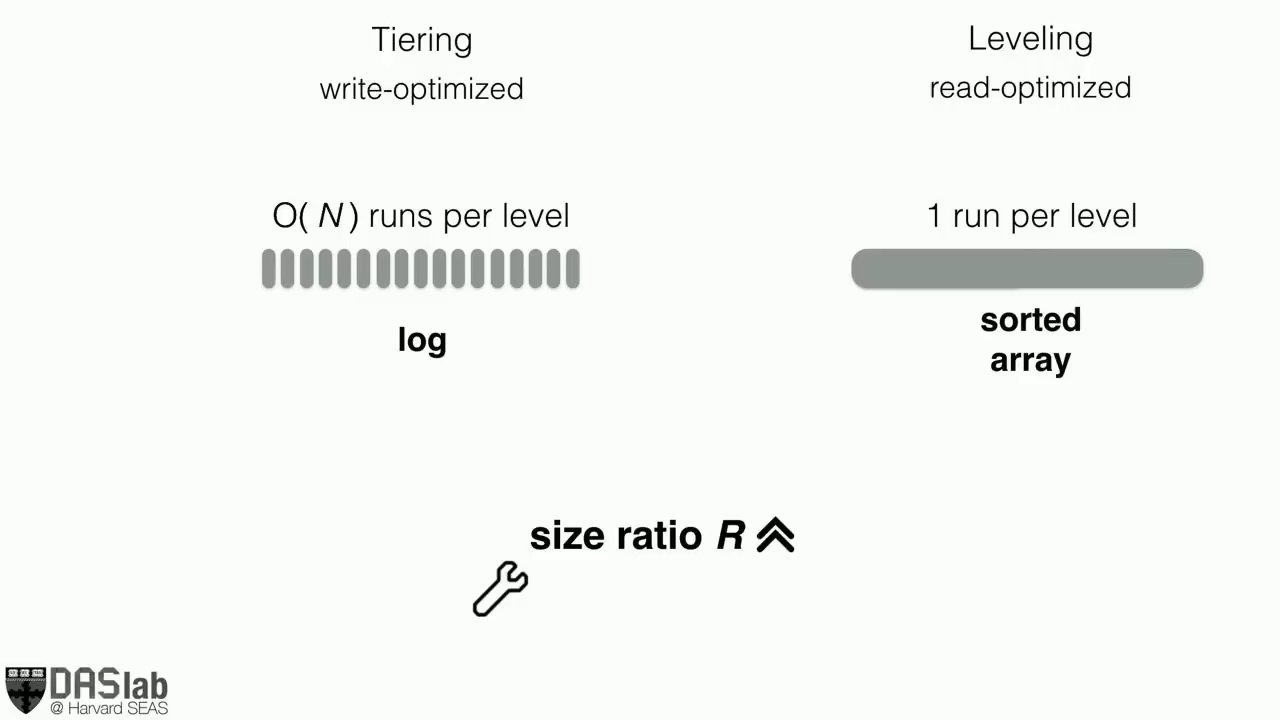 Tiering
write-optimized
O( N ) runs per level
log
Leveling
read-optimized
1 run per level
sorted
array
size ratio R
DASlab
@ Harvard SEAS